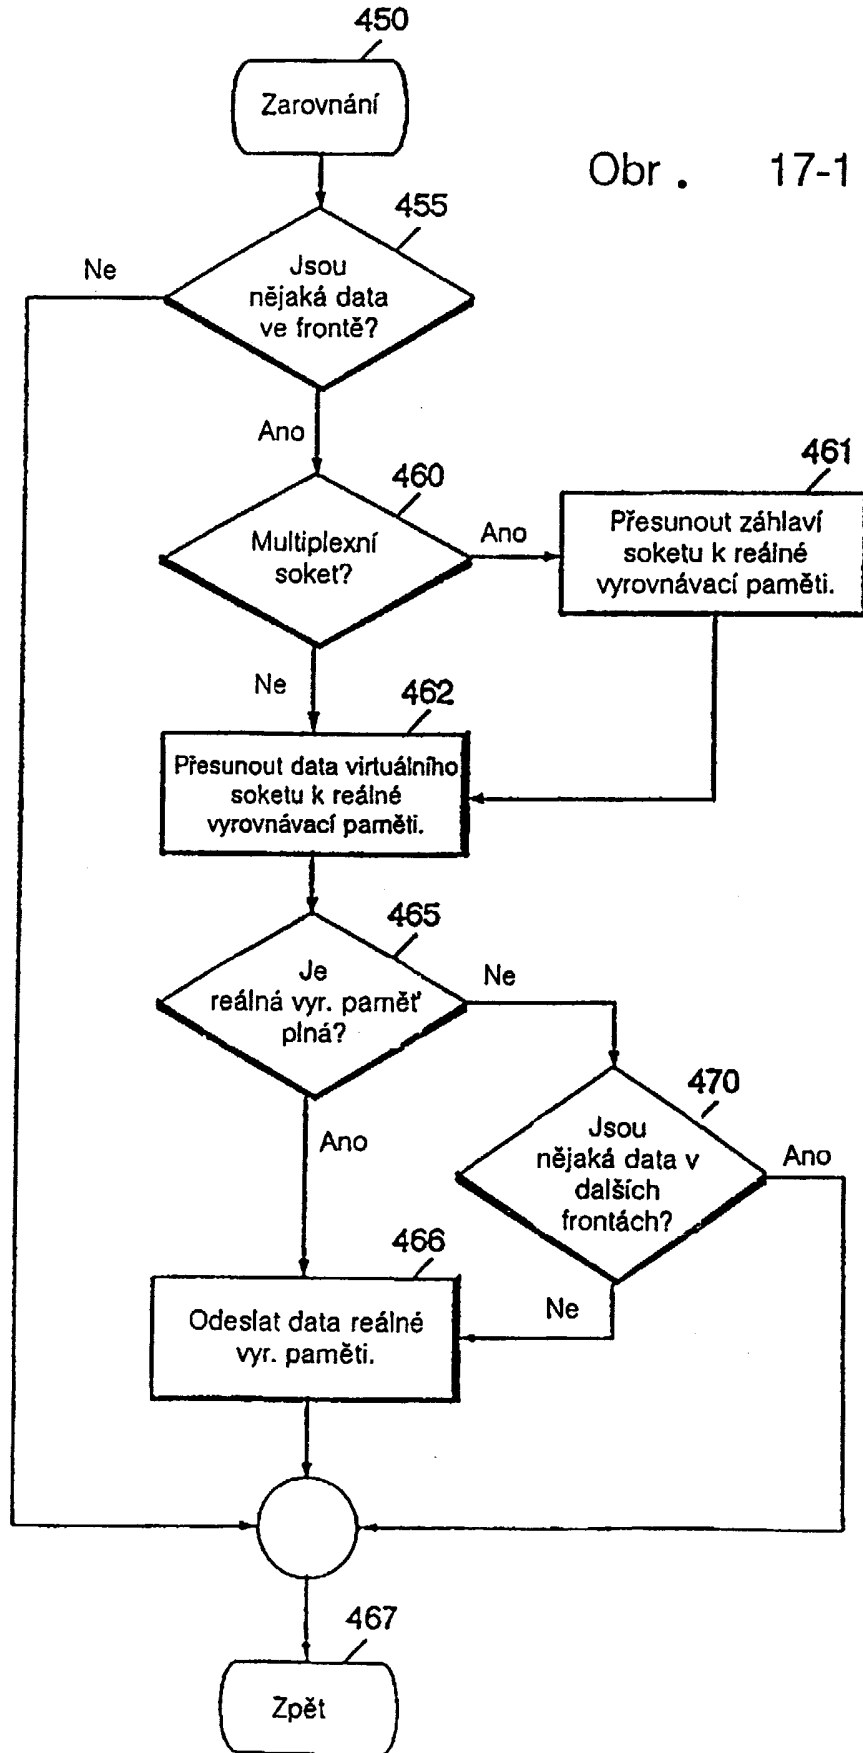 450
Zarovnání
Obr . 17-1
455
Ne
Jsou
nějaká data
ve frontě?
Ano
460
461
Multiplexní
soket?
Ano
Přesunout záhlaví
soketu k reálné
vyrovnávací paměti.
Ne
462
Přesunout data virtuálního
soketu k reálné
vyrovnávací paměti.
465
Je
reálná vyr. paměť
plná?
Ne
470
Ano
Jsou
nějaká data v
dalších
frontách?
Ano
466
Ne
Odeslat data reálné
vyr. paměti.
467
Zpět